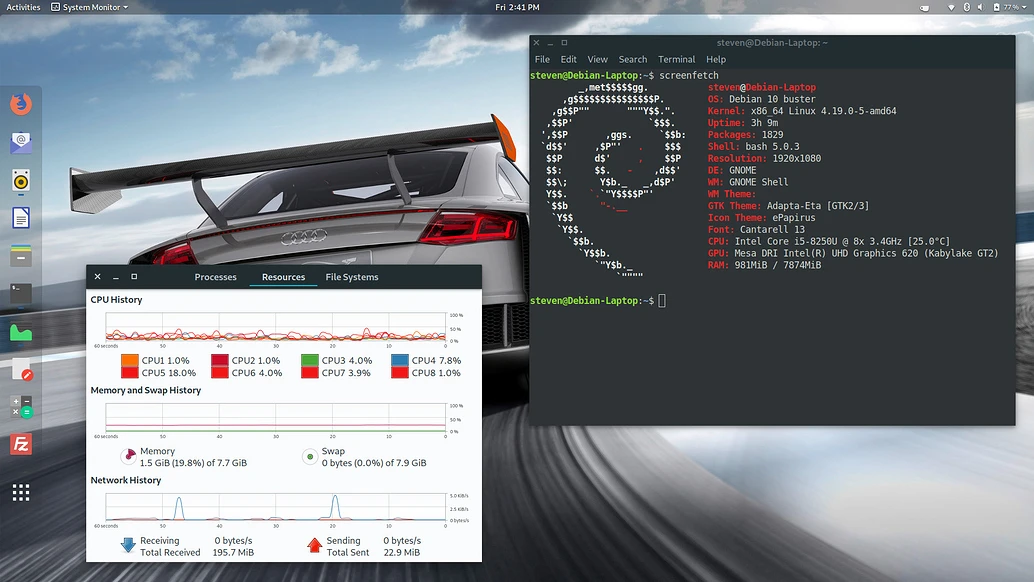 Activities System Monitor Fri 2:41 PM 77 %
steven@Debian-Laptop: ~
File Edit View Search Terminal Help
steven@Debian-Laptop:~$ screenfetch
_,met$$$$$gg.
,g$$$$$$$$$$$$$$$P.
,g$$P"" """Y$$.".
,$$P' `$$$.
',$$P ,ggs. `$$b:
`d$$' ,$P"' . $$$
$$P d$' , $$P
$$: $$. - ,d$$'
$$\; Y$b._ _,d$P'
Y$$. `.`"Y$$$$P"'
`$$b "-.__
`Y$$
`Y$$.
`$$b.
`Y$$b.
`"Y$b._
`""""
steven@Debian-Laptop
OS: Debian 10 buster
Kernel: x86_64 Linux 4.19.0-5-amd64
Uptime: 3h 9m
Packages: 1829
Shell: bash 5.0.3
Resolution: 1920x1080
DE: GNOME
WM: GNOME Shell
WM Theme:
GTK Theme: Adapta-Eta [GTK2/3]
Icon Theme: ePapirus
Font: Cantarell 13
CPU: Intel Core i5-8250U @ 8x 3.4GHz [25.0°C]
GPU: Mesa DRI Intel(R) UHD Graphics 620 (Kabylake GT2)
RAM: 981MiB / 7874MiB
steven@Debian-Laptop:~$
Processes Resources File Systems
CPU History
100 %
50 %
0 %
60 seconds 50 40 30 20 10 0
CPU1 1.0% CPU2 1.0% CPU3 4.0% CPU4 7.8%
CPU5 18.0% CPU6 4.0% CPU7 3.9% CPU8 1.0%
Memory and Swap History
100 %
50 %
0 %
60 seconds 50 40 30 20 10 0
Memory Swap
1.5 GiB (19.8%) of 7.7 GiB 0 bytes (0.0%) of 7.9 GiB
Network History
5.0 KiB/s
2.5 KiB/s
0 bytes/s
60 seconds 50 40 30 20 10 0
Receiving 0 bytes/s Sending 0 bytes/s
Total Received 195.7 MiB Total Sent 22.9 MiB
Fz